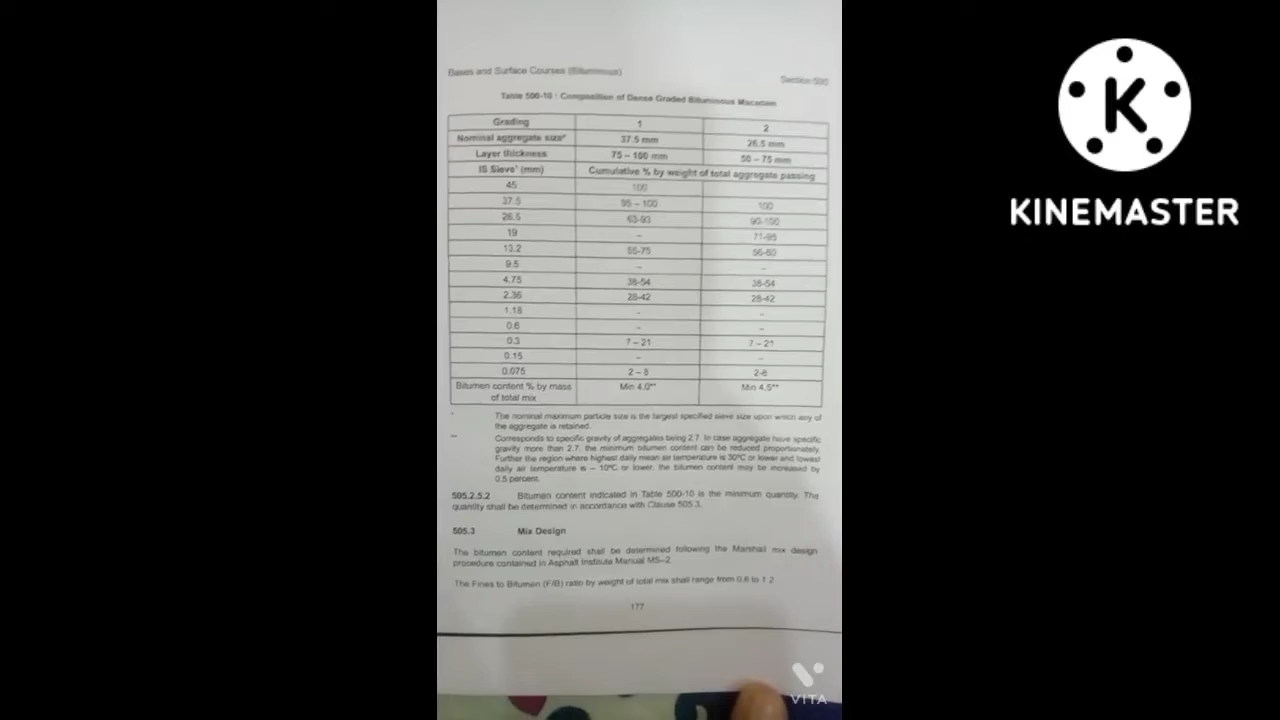 Bases and Surface Courses (Bituminous)
Section 500
Table 500-10 : Composition of Dense Graded Bituminous Macadam
Grading 1 2
Nominal aggregate size* 37.5 mm 26.5 mm
Layer thickness 75 – 100 mm 50 – 75 mm
IS Sieve¹ (mm) Cumulative % by weight of total aggregate passing
45 100
37.5 95 – 100 100
26.5 63-93 90-100
19 – 71-95
13.2 55-75 56-80
9.5 – –
4.75 38-54 38-54
2.36 28-42 28-42
1.18 - -
0.6 – –
0.3 7 – 21 7 – 21
0.15 – –
0.075 2 – 8 2-8
Bitumen content % by mass Min 4.0** Min 4.5**
of total mix
* The nominal maximum particle size is the largest specified sieve size upon which any of
the aggregate is retained.
** Corresponds to specific gravity of aggregates being 2.7. In case aggregate have specific
gravity more than 2.7, the minimum bitumen content can be reduced proportionately.
Further the region where highest daily mean air temperature is 30°C or lower and lowest
daily air temperature is – 10°C or lower, the bitumen content may be increased by
0.5 percent.
505.2.5.2 Bitumen content indicated in Table 500-10 is the minimum quantity. The
quantity shall be determined in accordance with Clause 505.3.
505.3 Mix Design
The bitumen content required shall be determined following the Marshall mix design
procedure contained in Asphalt Institute Manual MS-2
The Fines to Bitumen (F/B) ratio by weight of total mix shall range from 0.6 to 1.2
177
VITA
K
KINEMASTER